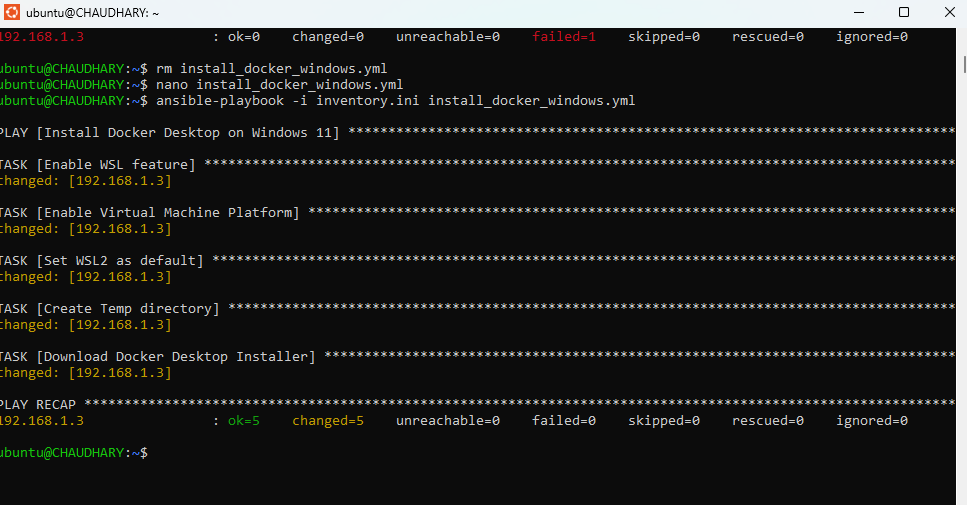 ubuntu@CHAUDHARY: ~
192.168.1.3 : ok=0 changed=0 unreachable=0 failed=1 skipped=0 rescued=0 ignored=0
ubuntu@CHAUDHARY:~$ rm install_docker_windows.yml
ubuntu@CHAUDHARY:~$ nano install_docker_windows.yml
ubuntu@CHAUDHARY:~$ ansible-playbook -i inventory.ini install_docker_windows.yml
PLAY [Install Docker Desktop on Windows 11] ****************************************************************************
TASK [Enable WSL feature] **********************************************************************************************
changed: [192.168.1.3]
TASK [Enable Virtual Machine Platform] *********************************************************************************
changed: [192.168.1.3]
TASK [Set WSL2 as default] *********************************************************************************************
changed: [192.168.1.3]
TASK [Create Temp directory] *******************************************************************************************
changed: [192.168.1.3]
TASK [Download Docker Desktop Installer] *******************************************************************************
changed: [192.168.1.3]
PLAY RECAP *************************************************************************************************************
192.168.1.3 : ok=5 changed=5 unreachable=0 failed=0 skipped=0 rescued=0 ignored=0
ubuntu@CHAUDHARY:~$